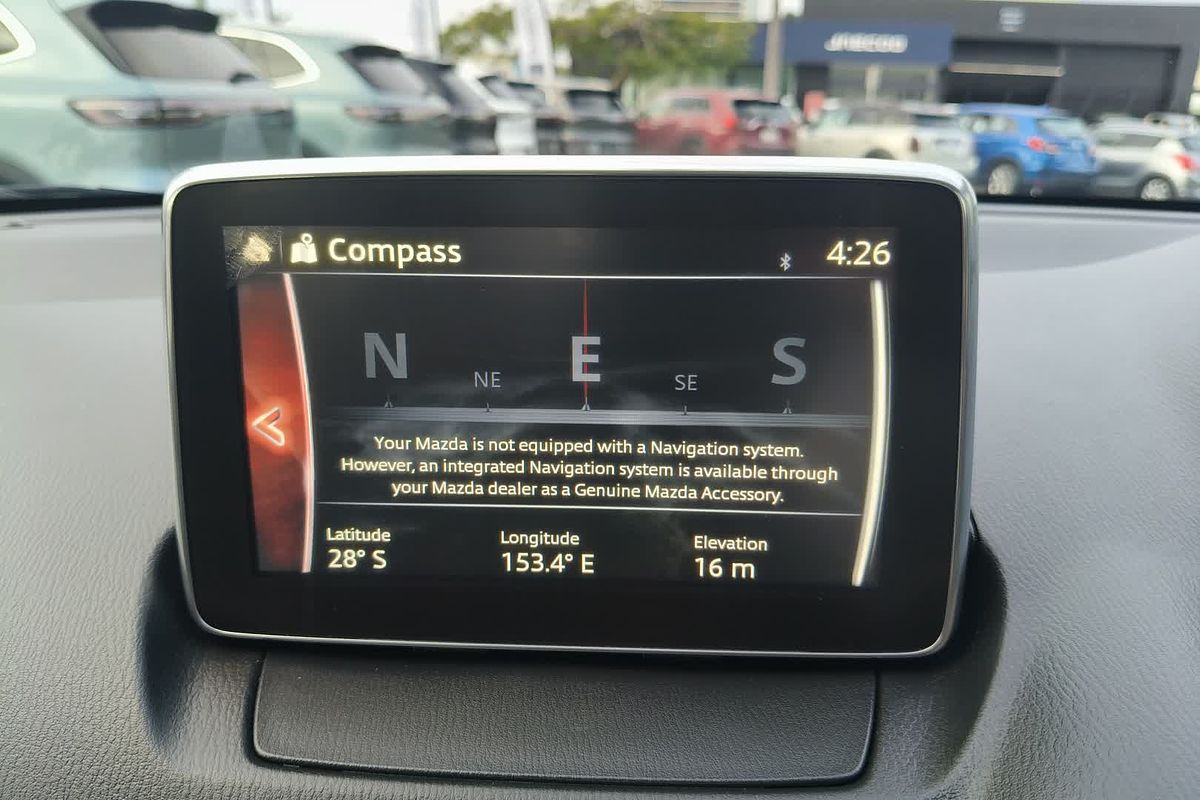 JAECOO
Compass
4:26
N
NE
E
SE
S
Your Mazda is not equipped with a Navigation system.
However, an integrated Navigation system is available through
your Mazda dealer as a Genuine Mazda Accessory.
Latitude
Longitude
Elevation
28° S
153.4° E
16 m